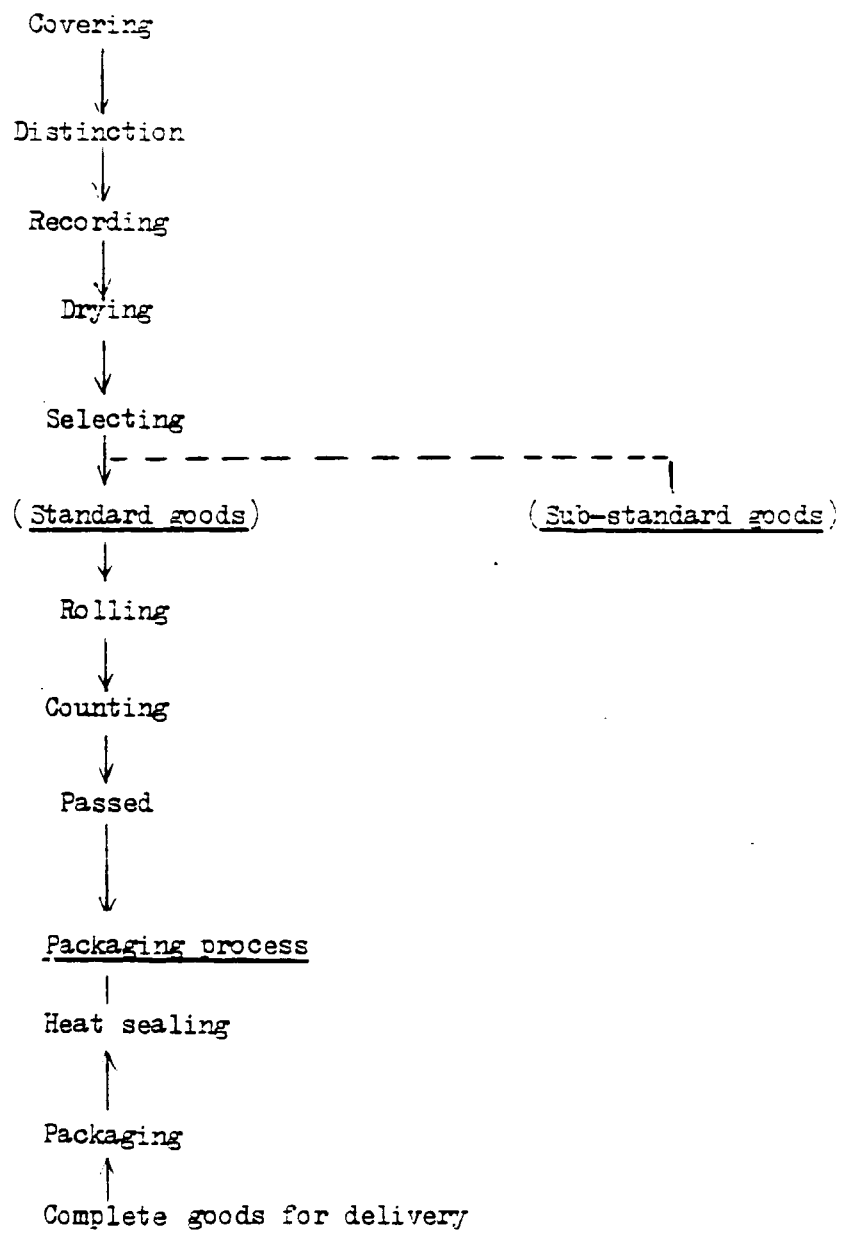 Covering
Distinction
Recording
Drying
Selecting
(Standard goods) (Sub-standard goods)
Rolling
Counting
Passed
Packaging process
Heat sealing
Packaging
Complete goods for delivery